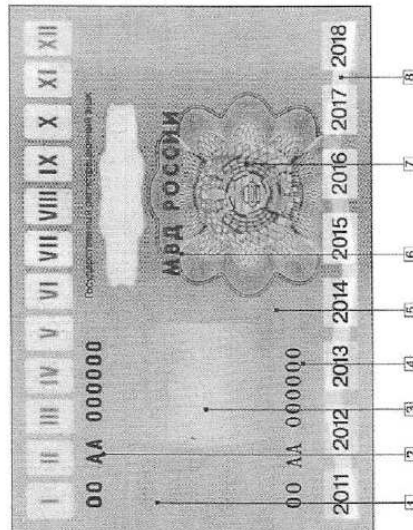 I II III IV V VI VII VIII IX X XI XII
Государственный регистрационный знак
00 АА 000000
МВД РОССИИ
00 АА 000000
2011 2012 2013 2014 2015 2016 2017 2018
1 2 3 4 5 6 7 8